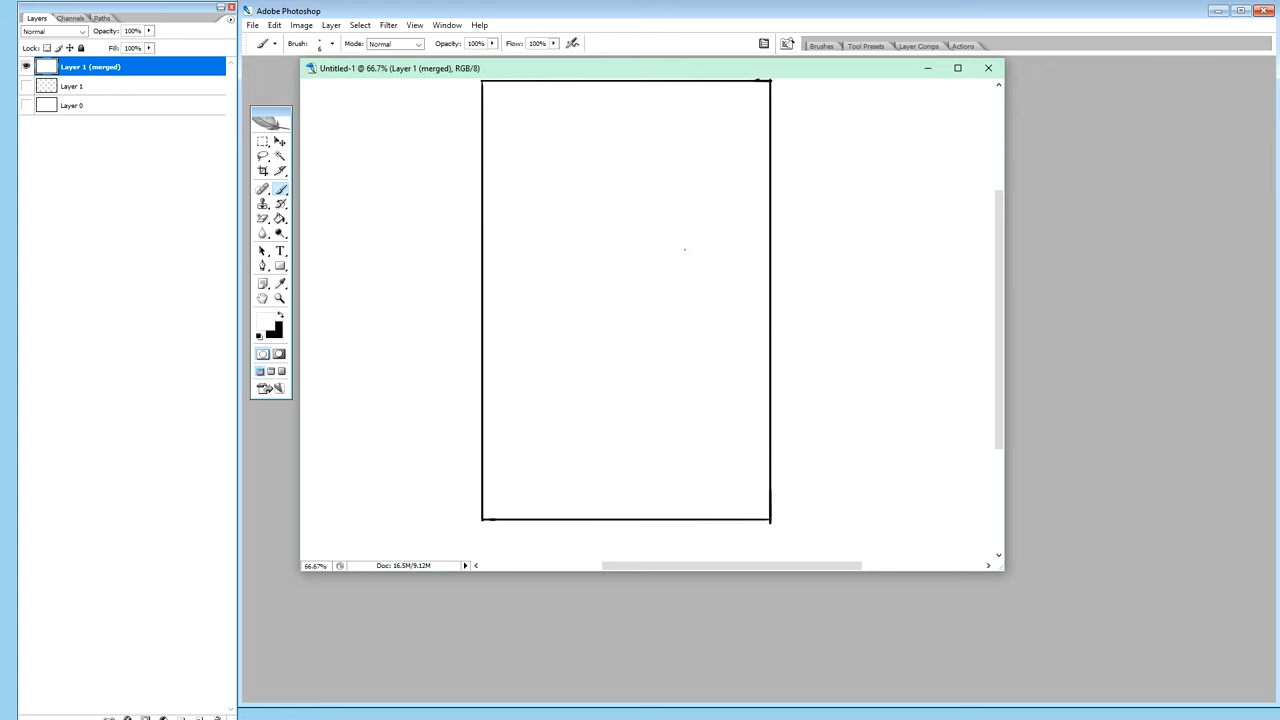 Layers Channels Paths
Normal Opacity: 100%
Lock: Fill: 100%
Layer 1 (merged)
Layer 1
Layer 0
Adobe Photoshop
File Edit Image Layer Select Filter View Window Help
Brush: 6 Mode: Normal Opacity: 100% Flow: 100%
Brushes Tool Presets Layer Comps Actions
Untitled-1 @ 66.7% (Layer 1 (merged), RGB/8)
T
66.67% Doc: 16.5M/9.12M